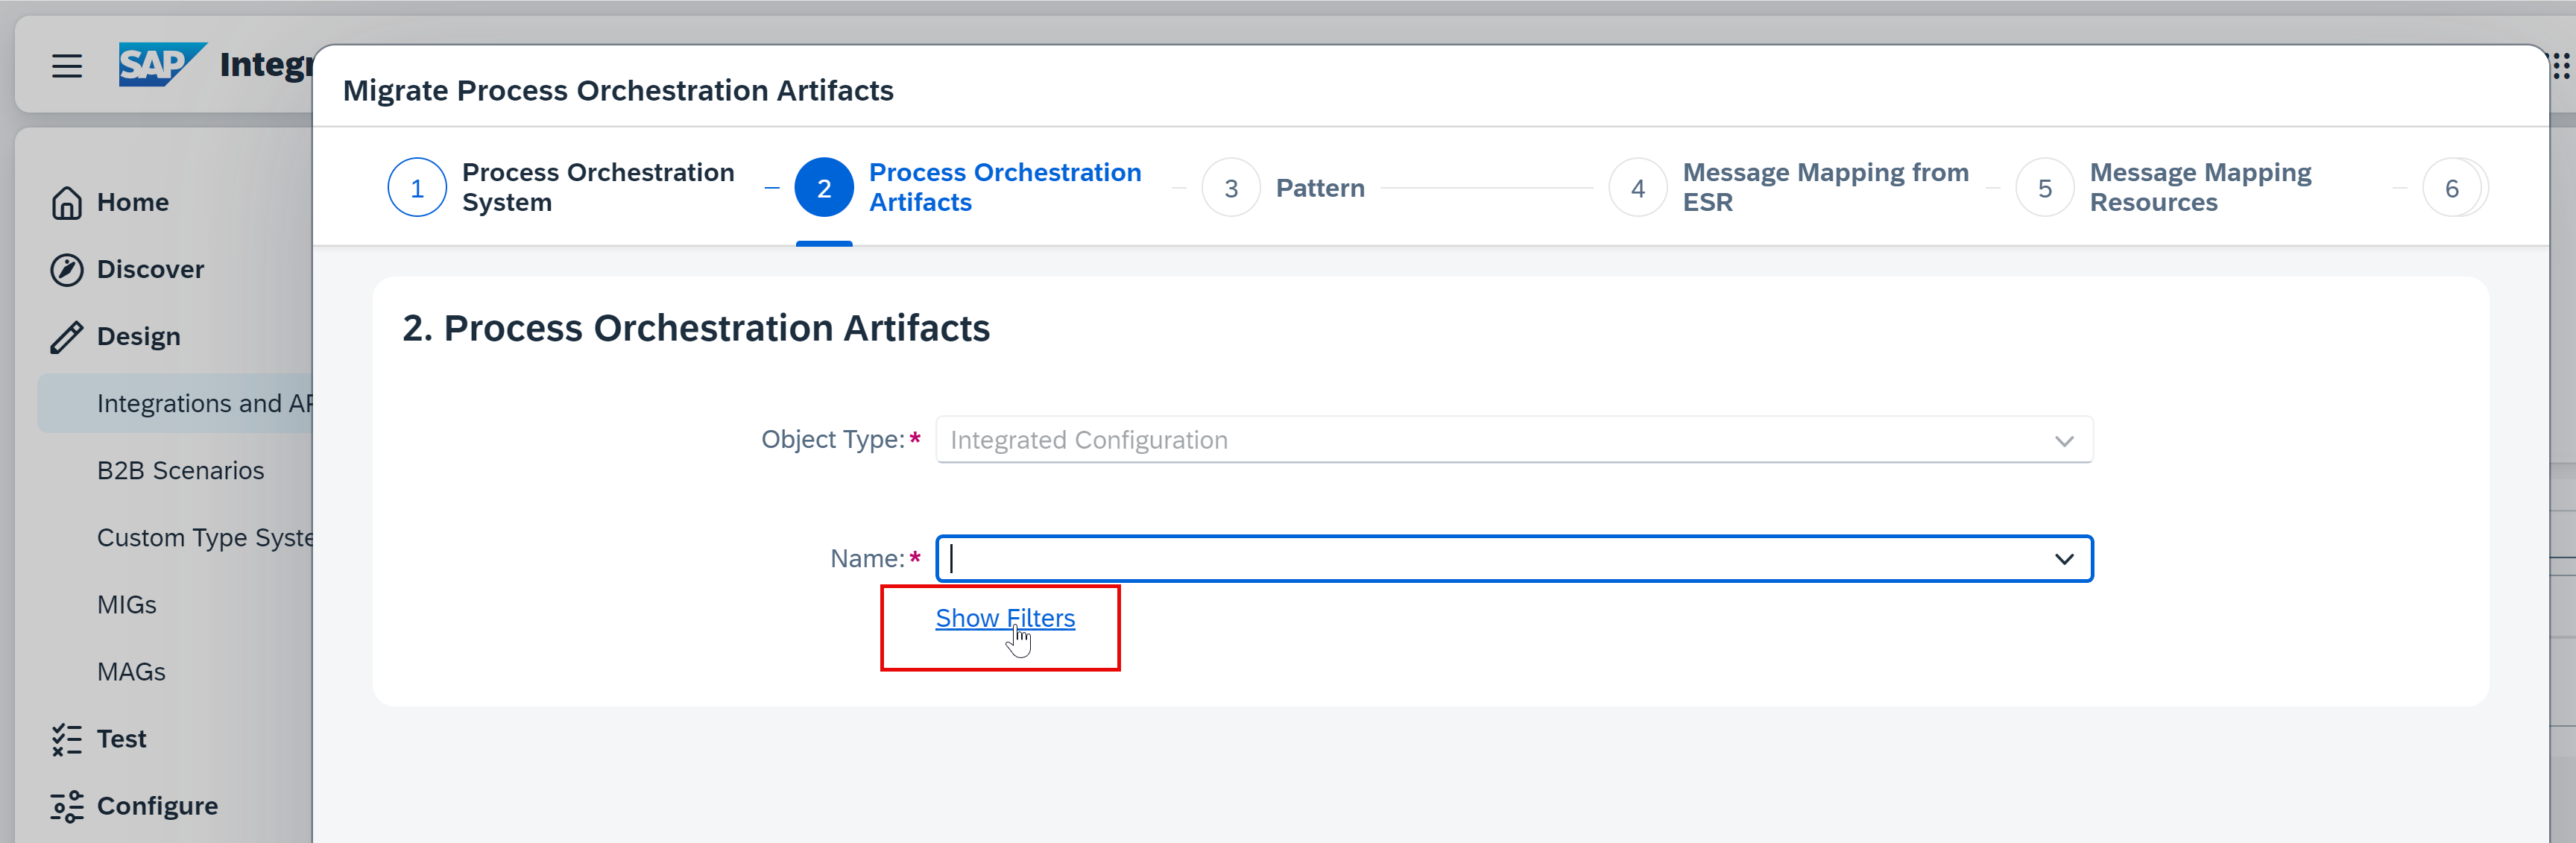 SAP Integr
Migrate Process Orchestration Artifacts
1 Process Orchestration
System
2 Process Orchestration
Artifacts
3 Pattern
4 Message Mapping from
ESR
5 Message Mapping
Resources
6
Home
Discover
Design
Integrations and AP
B2B Scenarios
Custom Type Syste
MIGs
MAGs
Test
Configure
2. Process Orchestration Artifacts
Object Type:* Integrated Configuration
Name:*
Show Filters